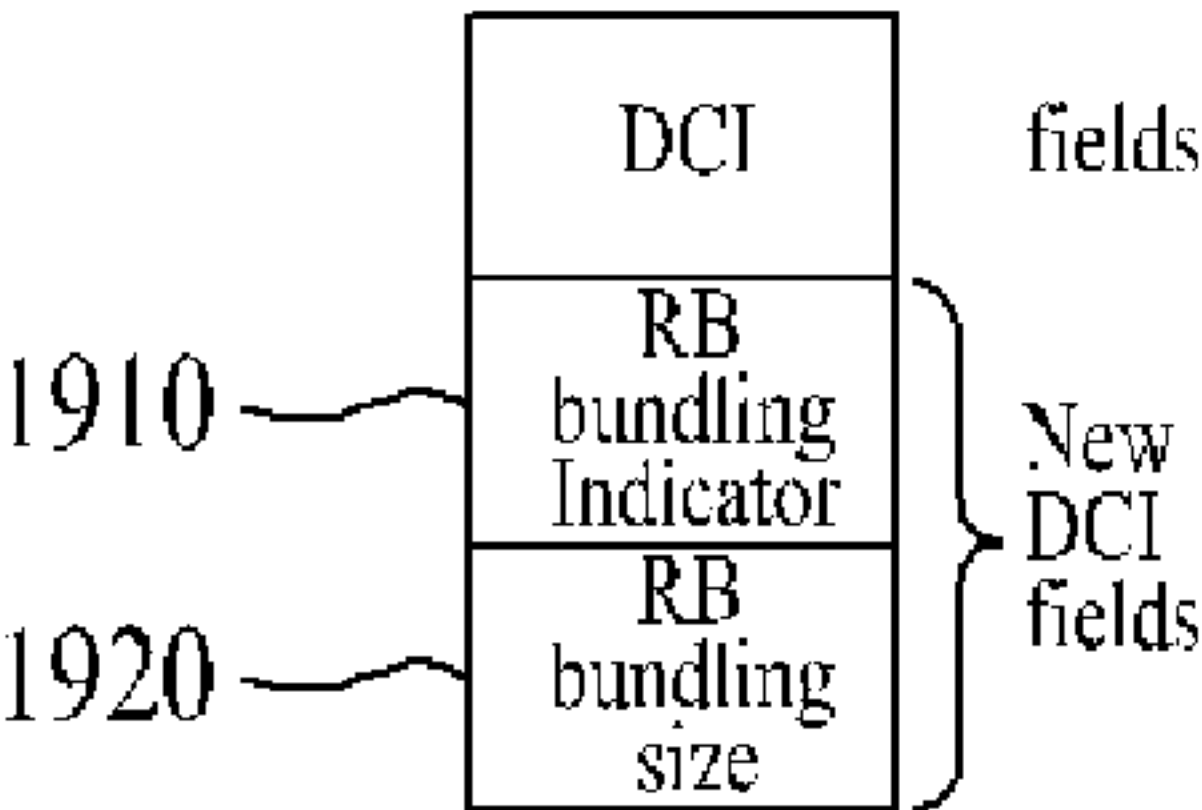 DCI fields
1910
RB
bundling
Indicator
1920
RB
bundling
size
New
DCI
fields